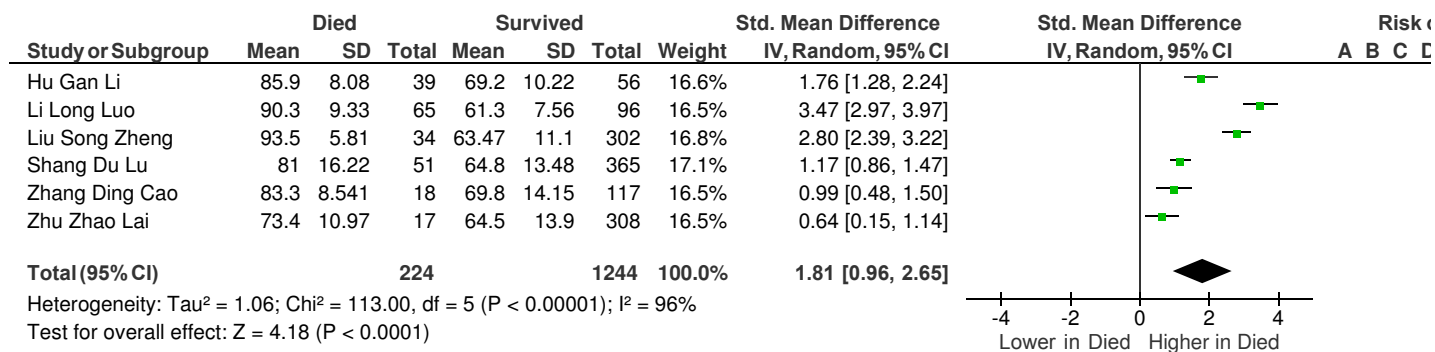 Died Survived Std. Mean Difference Std. Mean Difference Risk
Study or Subgroup Mean SD Total Mean SD Total Weight IV, Random, 95% CI IV, Random, 95% CI A B C D
Hu Gan Li 85.9 8.08 39 69.2 10.22 56 16.6% 1.76 [1.28, 2.24]
Li Long Luo 90.3 9.33 65 61.3 7.56 96 16.5% 3.47 [2.97, 3.97]
Liu Song Zheng 93.5 5.81 34 63.47 11.1 302 16.8% 2.80 [2.39, 3.22]
Shang Du Lu 81 16.22 51 64.8 13.48 365 17.1% 1.17 [0.86, 1.47]
Zhang Ding Cao 83.3 8.541 18 69.8 14.15 117 16.5% 0.99 [0.48, 1.50]
Zhu Zhao Lai 73.4 10.97 17 64.5 13.9 308 16.5% 0.64 [0.15, 1.14]
Total (95% CI) 224 1244 100.0% 1.81 [0.96, 2.65]
Heterogeneity: Tau² = 1.06; Chi² = 113.00, df = 5 (P < 0.00001); I² = 96%
Test for overall effect: Z = 4.18 (P < 0.0001)
-4 -2 0 2 4
Lower in Died Higher in Died